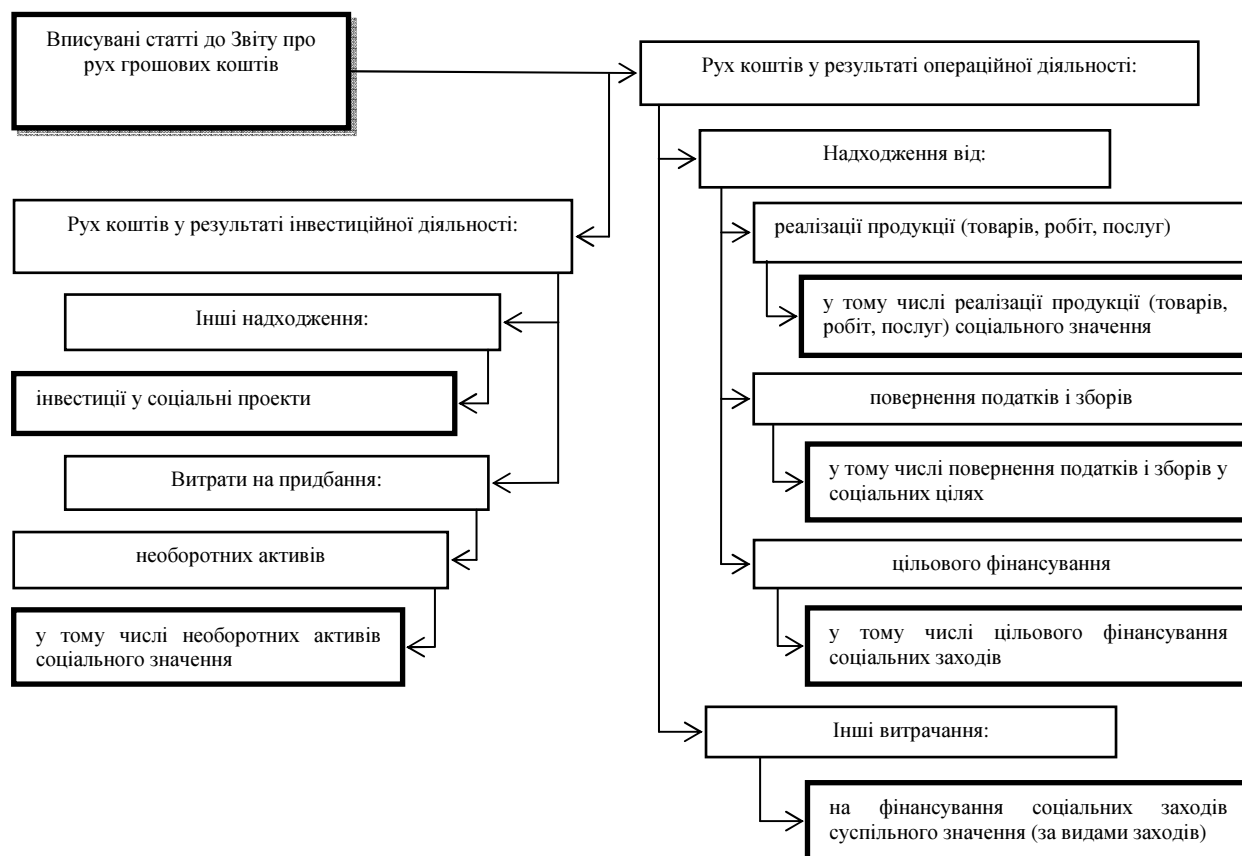 Вписувані статті до Звіту про
рух грошових коштів
Рух коштів у результаті операційної діяльності:
Надходження від:
реалізації продукції (товарів, робіт, послуг)
у тому числі реалізації продукції (товарів,
робіт, послуг) соціального значення
повернення податків і зборів
у тому числі повернення податків і зборів у
соціальних цілях
цільового фінансування
у тому числі цільового фінансування
соціальних заходів
Інші витрачання:
на фінансування соціальних заходів
суспільного значення (за видами заходів)
Рух коштів у результаті інвестиційної діяльності:
Інші надходження:
інвестиції у соціальні проекти
Витрати на придбання:
необоротних активів
у тому числі необоротних активів
соціального значення